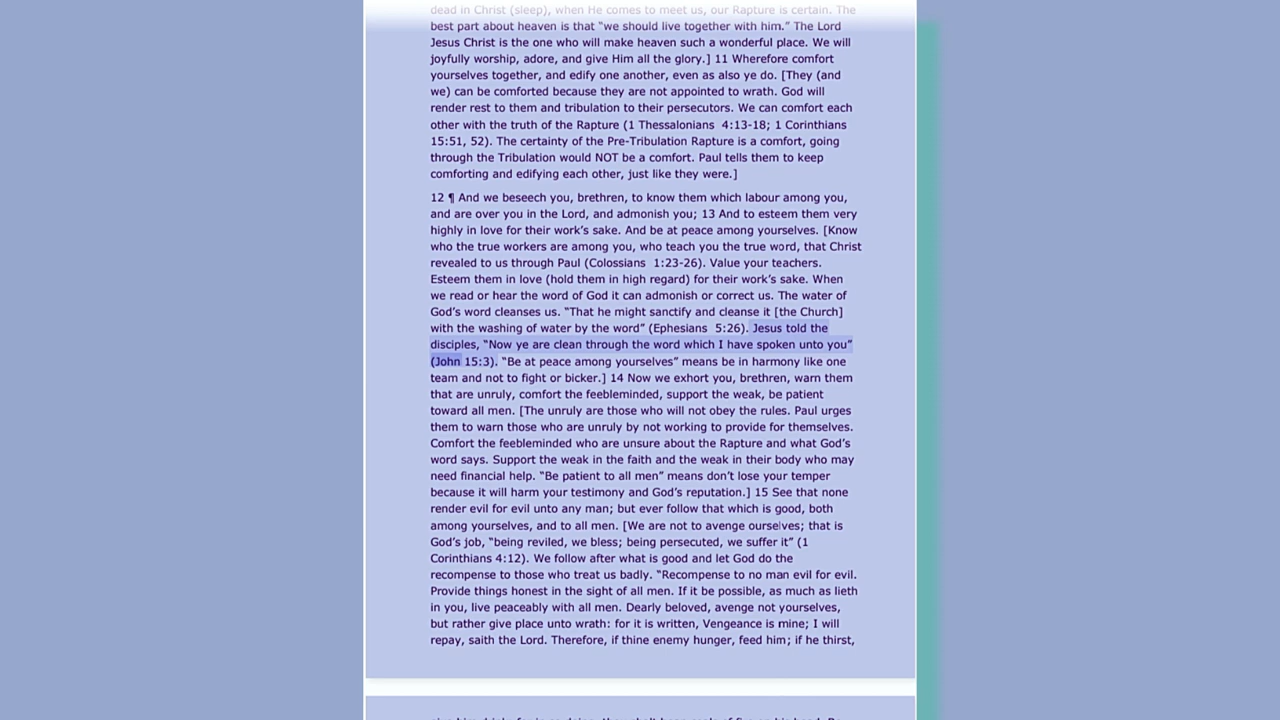 dead in Christ (sleep), when He comes to meet us, our Rapture is certain. The
best part about heaven is that “we should live together with him.” The Lord
Jesus Christ is the one who will make heaven such a wonderful place. We will
joyfully worship, adore, and give Him all the glory.] 11 Wherefore comfort
yourselves together, and edify one another, even as also ye do. [They (and
we) can be comforted because they are not appointed to wrath. God will
render rest to them and tribulation to their persecutors. We can comfort each
other with the truth of the Rapture (1 Thessalonians 4:13-18; 1 Corinthians
15:51, 52). The certainty of the Pre-Tribulation Rapture is a comfort, going
through the Tribulation would NOT be a comfort. Paul tells them to keep
comforting and edifying each other, just like they were.]
12 ¶ And we beseech you, brethren, to know them which labour among you,
and are over you in the Lord, and admonish you; 13 And to esteem them very
highly in love for their work’s sake. And be at peace among yourselves. [Know
who the true workers are among you, who teach you the true word, that Christ
revealed to us through Paul (Colossians 1:23-26). Value your teachers.
Esteem them in love (hold them in high regard) for their work’s sake. When
we read or hear the word of God it can admonish or correct us. The water of
God’s word cleanses us. “That he might sanctify and cleanse it [the Church]
with the washing of water by the word” (Ephesians 5:26). Jesus told the
disciples, “Now ye are clean through the word which I have spoken unto you”
(John 15:3). “Be at peace among yourselves” means be in harmony like one
team and not to fight or bicker.] 14 Now we exhort you, brethren, warn them
that are unruly, comfort the feebleminded, support the weak, be patient
toward all men. [The unruly are those who will not obey the rules. Paul urges
them to warn those who are unruly by not working to provide for themselves.
Comfort the feebleminded who are unsure about the Rapture and what God’s
word says. Support the weak in the faith and the weak in their body who may
need financial help. “Be patient to all men” means don’t lose your temper
because it will harm your testimony and God’s reputation.] 15 See that none
render evil for evil unto any man; but ever follow that which is good, both
among yourselves, and to all men. [We are not to avenge ourselves; that is
God’s job, “being reviled, we bless; being persecuted, we suffer it” (1
Corinthians 4:12). We follow after what is good and let God do the
recompense to those who treat us badly. “Recompense to no man evil for evil.
Provide things honest in the sight of all men. If it be possible, as much as lieth
in you, live peaceably with all men. Dearly beloved, avenge not yourselves,
but rather give place unto wrath: for it is written, Vengeance is mine; I will
repay, saith the Lord. Therefore, if thine enemy hunger, feed him; if he thirst,